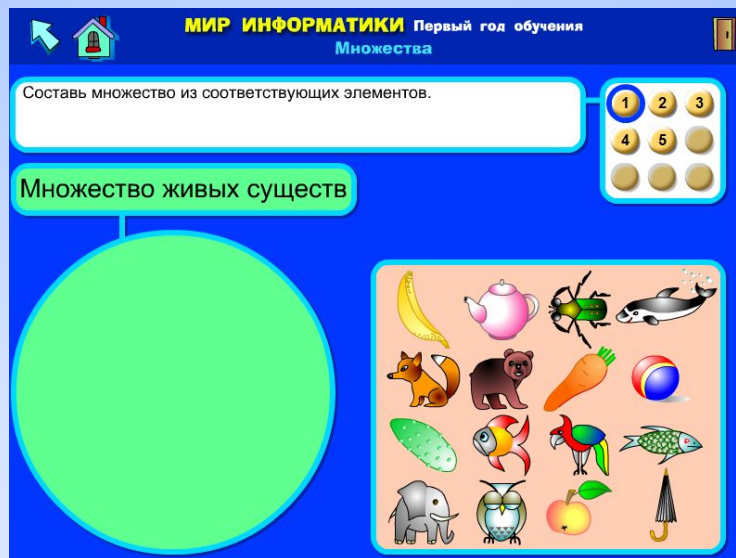 МИР ИНФОРМАТИКИ Первый год обучения
Множества
Составь множество из соответствующих элементов.
1 2 3
4 5
Множество живых существ